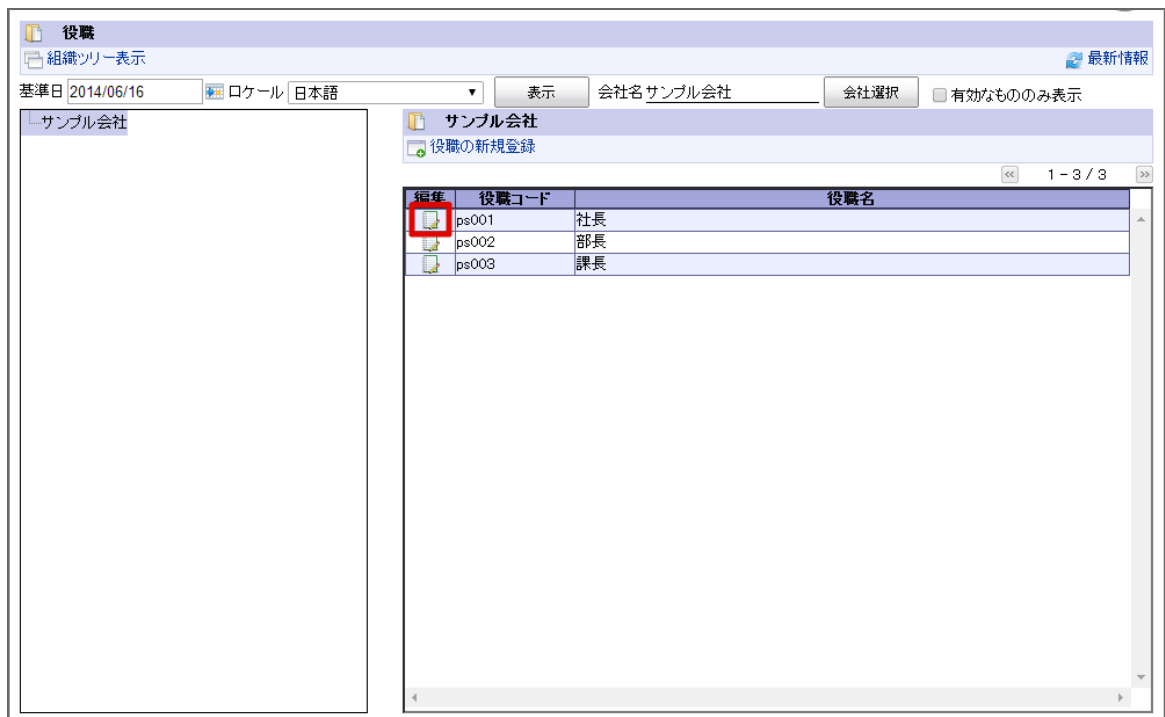 役職
組織ツリー表示 最新情報
基準日 2014/06/16 ロケール 日本語 表示 会社名 サンプル会社 会社選択 有効なもののみ表示
サンプル会社
サンプル会社
役職の新規登録
1 - 3 / 3
編集 役職コード 役職名
ps001 社長
ps002 部長
ps003 課長